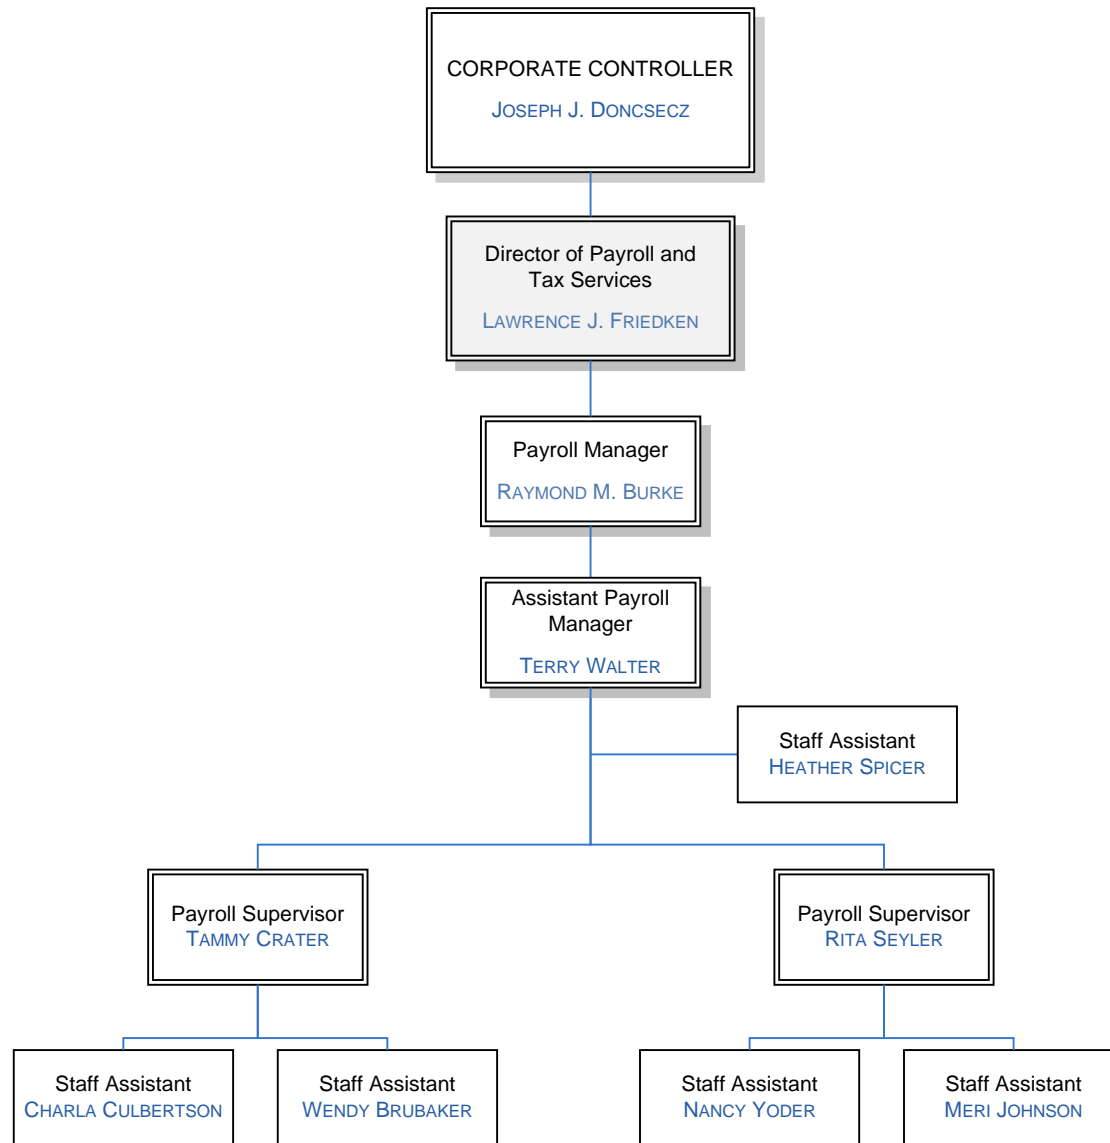 CORPORATE CONTROLLER
JOSEPH J. DONCSECZ
Director of Payroll and
Tax Services
LAWRENCE J. FRIEDKEN
Payroll Manager
RAYMOND M. BURKE
Assistant Payroll
Manager
TERRY WALTER
Staff Assistant
HEATHER SPICER
Payroll Supervisor
TAMMY CRATER
Payroll Supervisor
RITA SEYLER
Staff Assistant
CHARLA CULBERTSON
Staff Assistant
WENDY BRUBAKER
Staff Assistant
NANCY YODER
Staff Assistant
MERI JOHNSON